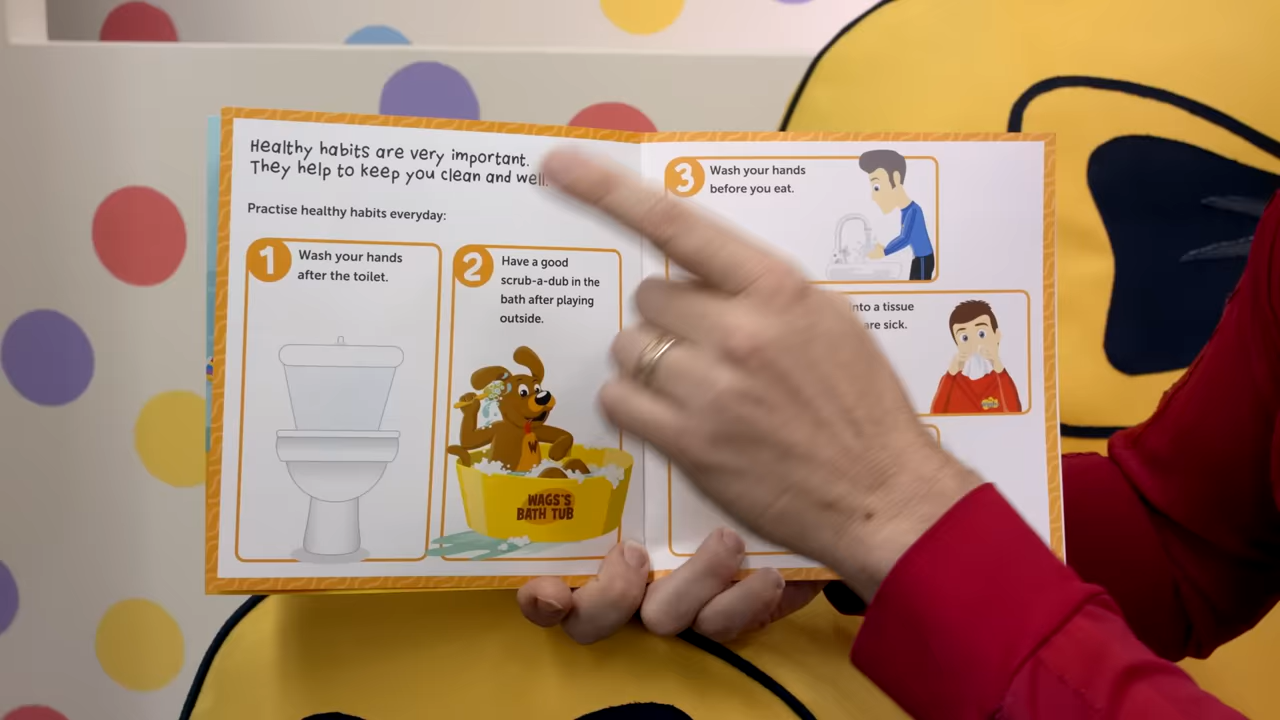 Healthy habits are very important.
They help to keep you clean and well.
Practise healthy habits everyday:
1
Wash your hands
after the toilet.
2
Have a good
scrub-a-dub in the
bath after playing
outside.
W
WAGS'S
BATH TUB
3
Wash your hands
before you eat.
into a tissue
are sick.